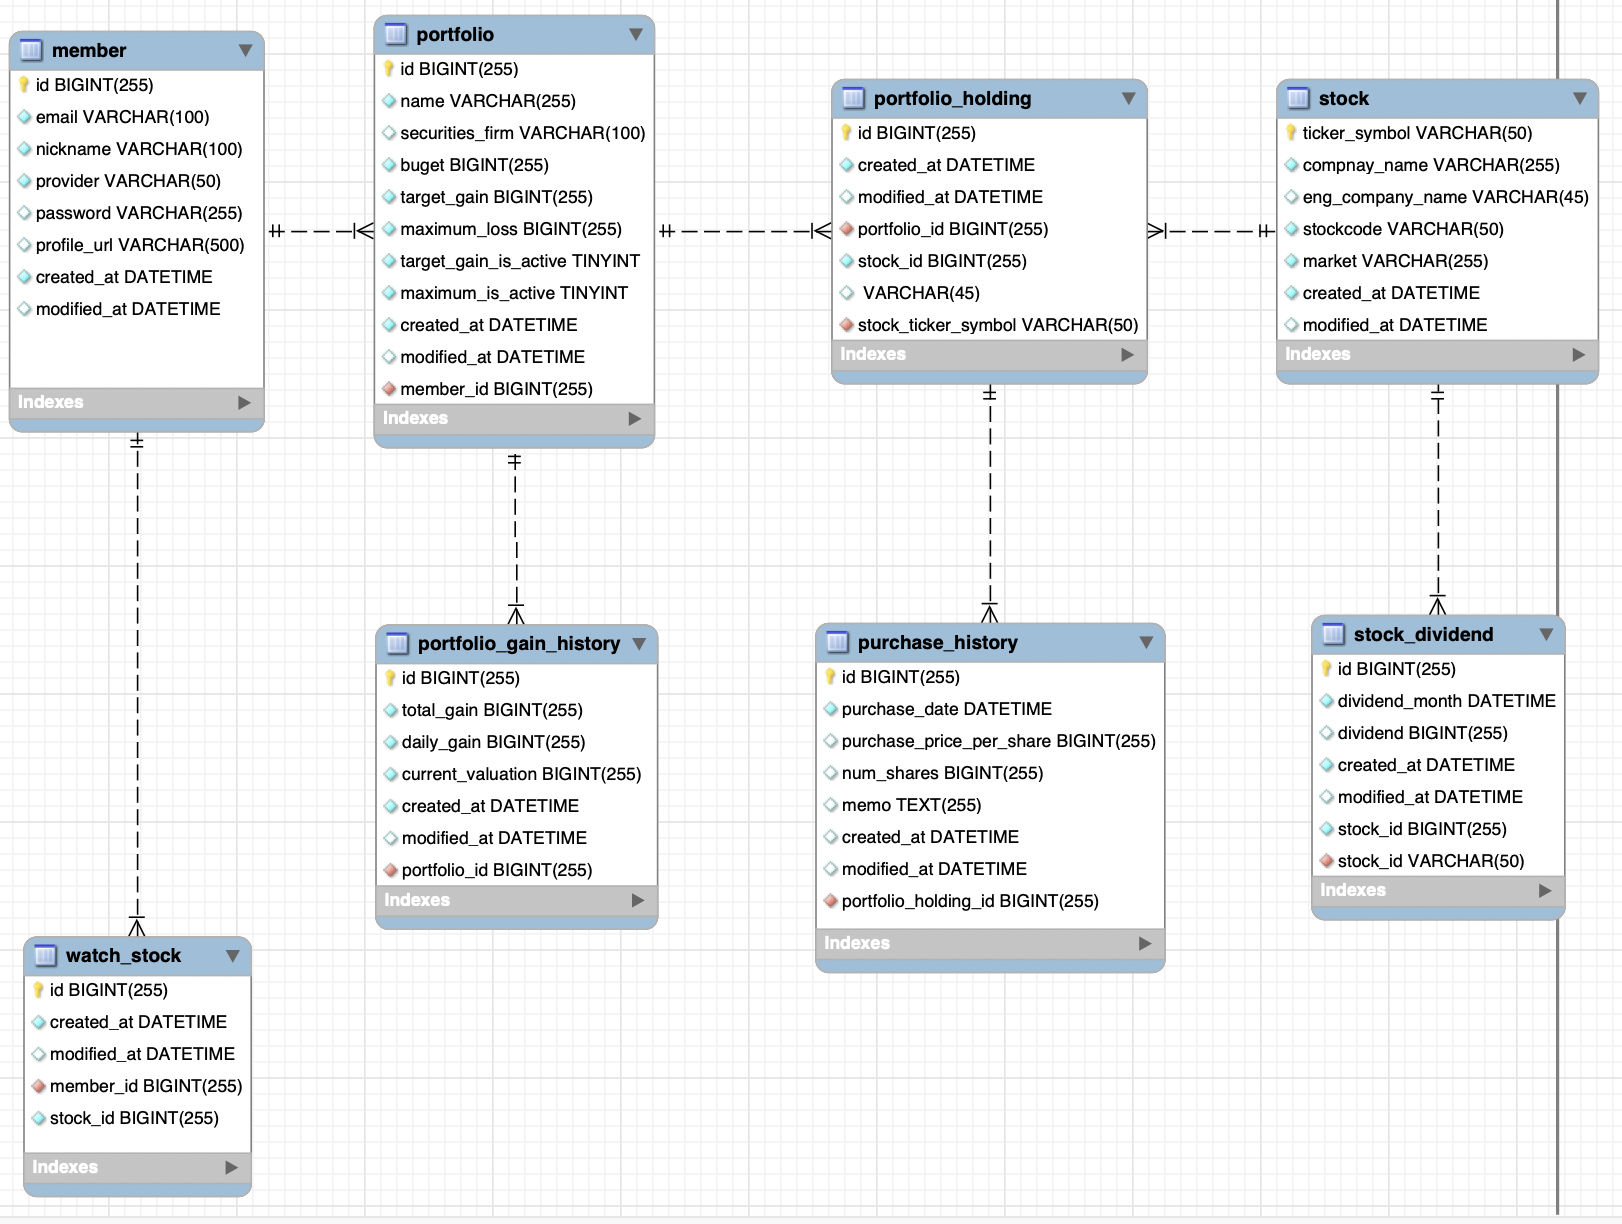 member
id BIGINT(255)
email VARCHAR(100)
nickname VARCHAR(100)
provider VARCHAR(50)
password VARCHAR(255)
profile_url VARCHAR(500)
created_at DATETIME
modified_at DATETIME
Indexes
portfolio
id BIGINT(255)
name VARCHAR(255)
securities_firm VARCHAR(100)
buget BIGINT(255)
target_gain BIGINT(255)
maximum_loss BIGINT(255)
target_gain_is_active TINYINT
maximum_is_active TINYINT
created_at DATETIME
modified_at DATETIME
member_id BIGINT(255)
Indexes
portfolio_holding
id BIGINT(255)
created_at DATETIME
modified_at DATETIME
portfolio_id BIGINT(255)
stock_id BIGINT(255)
VARCHAR(45)
stock_ticker_symbol VARCHAR(50)
Indexes
stock
ticker_symbol VARCHAR(50)
compnay_name VARCHAR(255)
eng_company_name VARCHAR(45)
stockcode VARCHAR(50)
market VARCHAR(255)
created_at DATETIME
modified_at DATETIME
Indexes
portfolio_gain_history
id BIGINT(255)
total_gain BIGINT(255)
daily_gain BIGINT(255)
current_valuation BIGINT(255)
created_at DATETIME
modified_at DATETIME
portfolio_id BIGINT(255)
Indexes
purchase_history
id BIGINT(255)
purchase_date DATETIME
purchase_price_per_share BIGINT(255)
num_shares BIGINT(255)
memo TEXT(255)
created_at DATETIME
modified_at DATETIME
portfolio_holding_id BIGINT(255)
Indexes
stock_dividend
id BIGINT(255)
dividend_month DATETIME
dividend BIGINT(255)
created_at DATETIME
modified_at DATETIME
stock_id BIGINT(255)
stock_id VARCHAR(50)
Indexes
watch_stock
id BIGINT(255)
created_at DATETIME
modified_at DATETIME
member_id BIGINT(255)
stock_id BIGINT(255)
Indexes